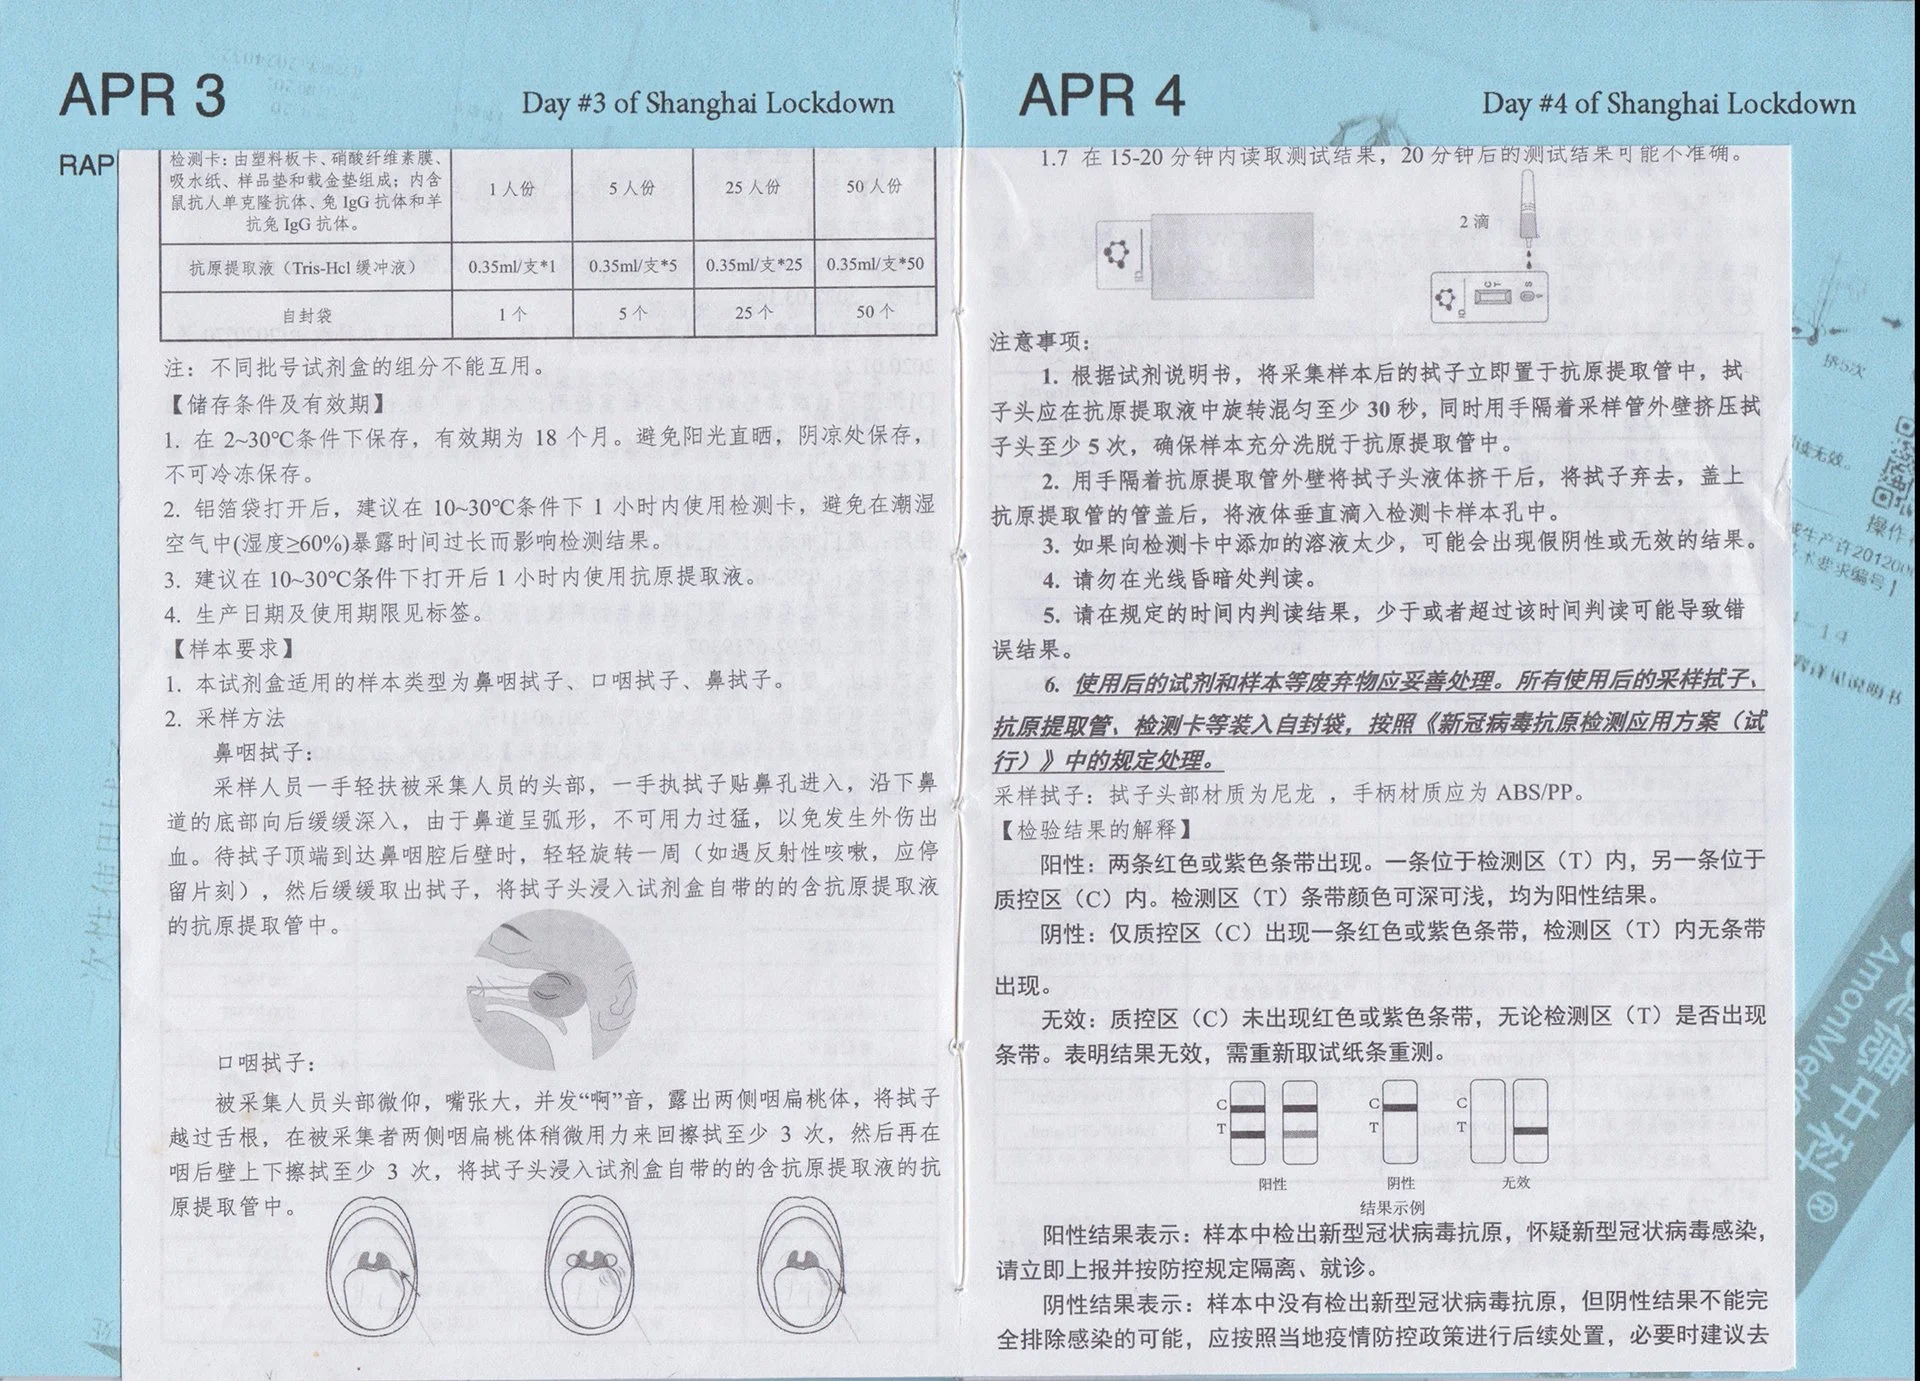 APR 3
Day #3 of Shanghai Lockdown
RAP
检测卡：由塑料板卡、硝酸纤维素膜、
吸水纸、样品垫和载金垫组成；内含
鼠抗人单克隆抗体、兔 IgG 抗体和羊
抗兔 IgG 抗体。
1 人份 5 人份 25 人份 50 人份
抗原提取液（Tris-Hcl 缓冲液） 0.35ml/支*1 0.35ml/支*5 0.35ml/支*25 0.35ml/支*50
自封袋 1 个 5 个 25 个 50 个
注：不同批号试剂盒的组分不能互用。
【储存条件及有效期】
1. 在 2~30℃条件下保存，有效期为 18 个月。避免阳光直晒，阴凉处保存，
不可冷冻保存。
2. 铝箔袋打开后，建议在 10~30℃条件下 1 小时内使用检测卡，避免在潮湿
空气中(湿度≥60%)暴露时间过长而影响检测结果。
3. 建议在 10~30℃条件下打开后 1 小时内使用抗原提取液。
4. 生产日期及使用期限见标签。
【样本要求】
1. 本试剂盒适用的样本类型为鼻咽拭子、口咽拭子、鼻拭子。
2. 采样方法
鼻咽拭子：
采样人员一手轻扶被采集人员的头部，一手执拭子贴鼻孔进入，沿下鼻
道的底部向后缓缓深入，由于鼻道呈弧形，不可用力过猛，以免发生外伤出
血。待拭子顶端到达鼻咽腔后壁时，轻轻旋转一周（如遇反射性咳嗽，应停
留片刻），然后缓缓取出拭子，将拭子头浸入试剂盒自带的的含抗原提取液
的抗原提取管中。
口咽拭子：
被采集人员头部微仰，嘴张大，并发“啊”音，露出两侧咽扁桃体，将拭子
越过舌根，在被采集者两侧咽扁桃体稍微用力来回擦拭至少 3 次，然后再在
咽后壁上下擦拭至少 3 次，将拭子头浸入试剂盒自带的的含抗原提取液的抗
原提取管中。
APR 4
Day #4 of Shanghai Lockdown
1.7 在 15-20 分钟内读取测试结果，20 分钟后的测试结果可能不准确。
2 滴
C T S
注意事项：
1. 根据试剂说明书，将采集样本后的拭子立即置于抗原提取管中，拭
子头应在抗原提取液中旋转混匀至少 30 秒，同时用手隔着采样管外壁挤压拭
子头至少 5 次，确保样本充分洗脱于抗原提取管中。
2. 用手隔着抗原提取管外壁将拭子头液体挤干后，将拭子弃去，盖上
抗原提取管的管盖后，将液体垂直滴入检测卡样本孔中。
3. 如果向检测卡中添加的溶液太少，可能会出现假阴性或无效的结果。
4. 请勿在光线昏暗处判读。
5. 请在规定的时间内判读结果，少于或者超过该时间判读可能导致错
误结果。
6. 使用后的试剂和样本等废弃物应妥善处理。所有使用后的采样拭子、
抗原提取管、检测卡等装入自封袋，按照《新冠病毒抗原检测应用方案（试
行）》中的规定处理。
采样拭子：拭子头部材质为尼龙 ，手柄材质应为 ABS/PP。
【检验结果的解释】
阳性：两条红色或紫色条带出现。一条位于检测区（T）内，另一条位于
质控区（C）内。检测区（T）条带颜色可深可浅，均为阳性结果。
阴性：仅质控区（C）出现一条红色或紫色条带，检测区（T）内无条带
出现。
无效：质控区（C）未出现红色或紫色条带，无论检测区（T）是否出现
条带。表明结果无效，需重新取试纸条重测。
C C C
T T T
阳性 阴性 无效
结果示例
阳性结果表示：样本中检出新型冠状病毒抗原，怀疑新型冠状病毒感染，
请立即上报并按防控规定隔离、就诊。
阴性结果表示：样本中没有检出新型冠状病毒抗原，但阴性结果不能完
全排除感染的可能，应按照当地疫情防控政策进行后续处置，必要时建议去
挤5次
读无效。
操作
生产许201200
术要求编号
德中科®
AmonMed